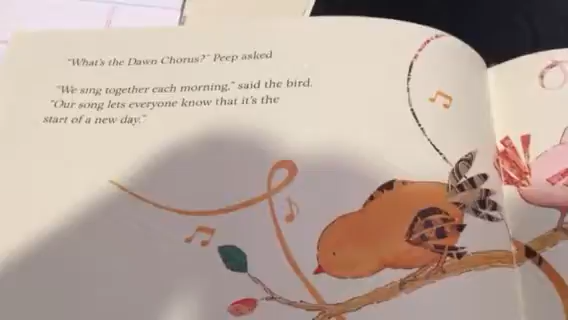 "What's the Dawn Chorus?" Peep asked
"We sing together each morning," said the bird.
"Our song lets everyone know that it's the
start of a new day."